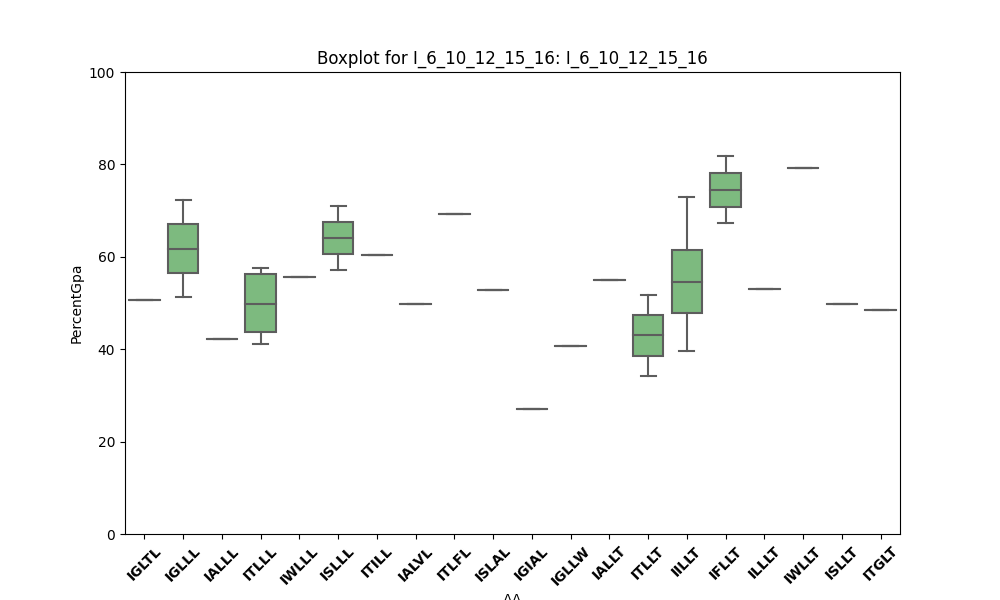 Boxplot for I_6_10_12_15_16: I_6_10_12_15_16
100
80
60
40
20
0
PercentGpa
IGLTL
IGLLL
IALLL
ITLLL
IWLLL
ISLLL
ITILL
IALVL
ITLFL
ISLAL
IGIAL
IGLLW
IALLT
ITLLT
IILLT
IFLLT
ILLLT
IWLLT
ISLLT
ITGLT